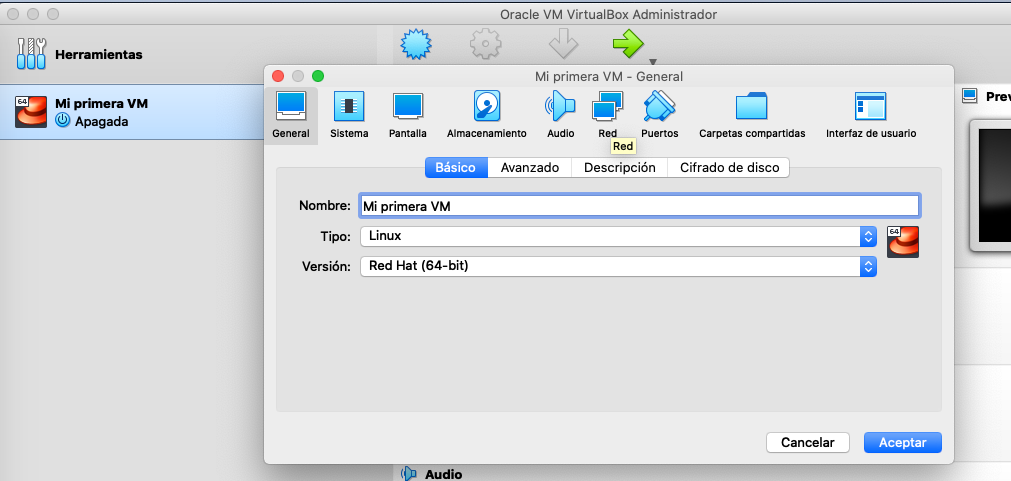 Oracle VM VirtualBox Administrador
Herramientas
64
Mi primera VM
Apagada
Mi primera VM - General
General Sistema Pantalla Almacenamiento Audio Red Puertos Carpetas compartidas Interfaz de usuario
Red
Básico Avanzado Descripción Cifrado de disco
Nombre: Mi primera VM
Tipo: Linux
64
Versión: Red Hat (64-bit)
Cancelar Aceptar
Audio